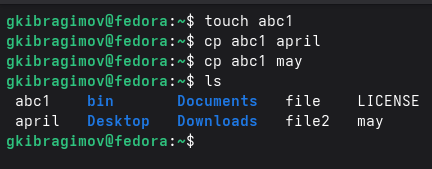 gkibragimov@fedora:~$ touch abc1
gkibragimov@fedora:~$ cp abc1 april
gkibragimov@fedora:~$ cp abc1 may
gkibragimov@fedora:~$ ls
abc1 bin Documents file LICENSE
april Desktop Downloads file2 may
gkibragimov@fedora:~$